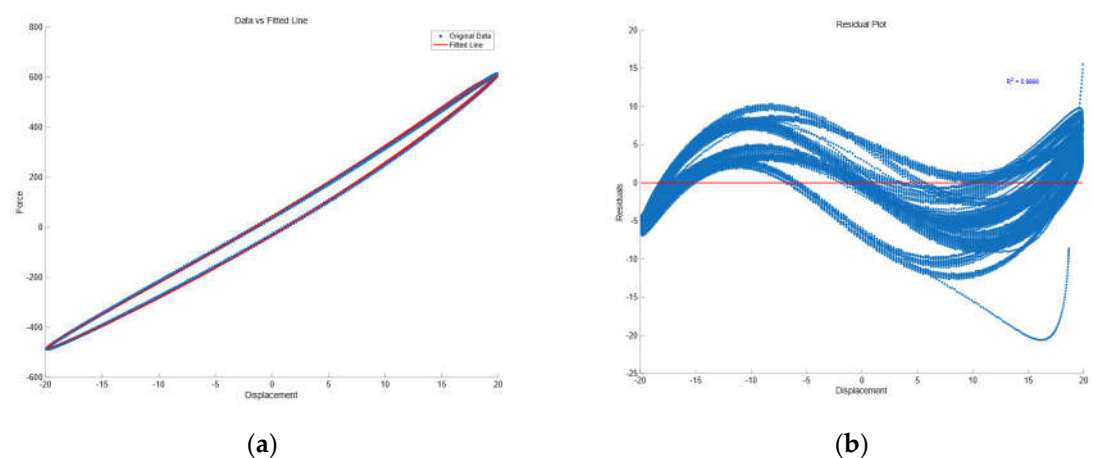 Data vs Fitted Line
800
600
400
200
0
-200
-400
-600
Force
-20 -15 -10 -5 0 5 10 15 20
Displacement
Original Data
Fitted Line
(a)
Residual Plot
20
15
10
5
0
-5
-10
-15
-20
-25
Residuals
-20 -15 -10 -5 0 5 10 15 20
Displacement
(b)